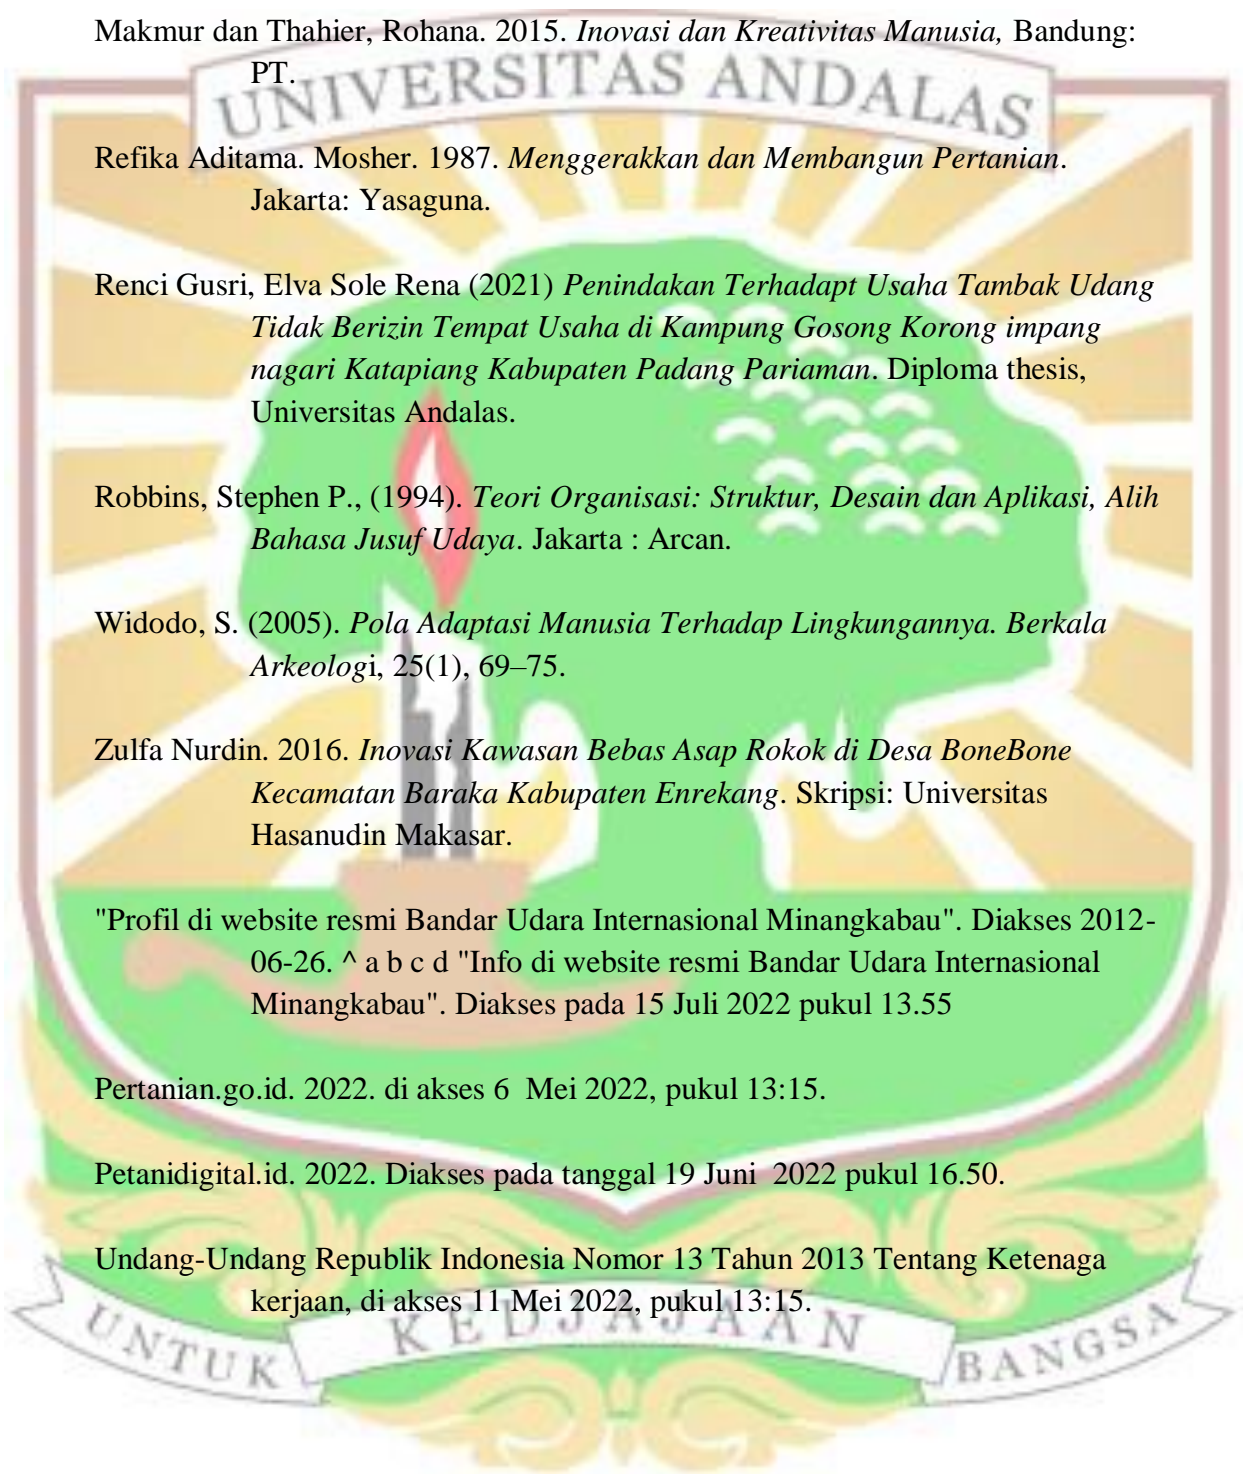 Makmur dan Thahier, Rohana. 2015. Inovasi dan Kreativitas Manusia, Bandung:
PT.
UNIVERSITAS ANDALAS
Refika Aditama. Mosher. 1987. Menggerakkan dan Membangun Pertanian.
Jakarta: Yasaguna.
Renci Gusri, Elva Sole Rena (2021) Penindakan Terhadapt Usaha Tambak Udang
Tidak Berizin Tempat Usaha di Kampung Gosong Korong impang
nagari Katapiang Kabupaten Padang Pariaman. Diploma thesis,
Universitas Andalas.
Robbins, Stephen P., (1994). Teori Organisasi: Struktur, Desain dan Aplikasi, Alih
Bahasa Jusuf Udaya. Jakarta : Arcan.
Widodo, S. (2005). Pola Adaptasi Manusia Terhadap Lingkungannya. Berkala
Arkeologi, 25(1), 69–75.
Zulfa Nurdin. 2016. Inovasi Kawasan Bebas Asap Rokok di Desa BoneBone
Kecamatan Baraka Kabupaten Enrekang. Skripsi: Universitas
Hasanudin Makasar.
"Profil di website resmi Bandar Udara Internasional Minangkabau". Diakses 2012-
06-26. ^ a b c d "Info di website resmi Bandar Udara Internasional
Minangkabau". Diakses pada 15 Juli 2022 pukul 13.55
Pertanian.go.id. 2022. di akses 6  Mei 2022, pukul 13:15.
Petanidigital.id. 2022. Diakses pada tanggal 19 Juni  2022 pukul 16.50.
Undang-Undang Republik Indonesia Nomor 13 Tahun 2013 Tentang Ketenaga
kerjaan, di akses 11 Mei 2022, pukul 13:15.
UNTUK KEDJAJAAN BANGSA